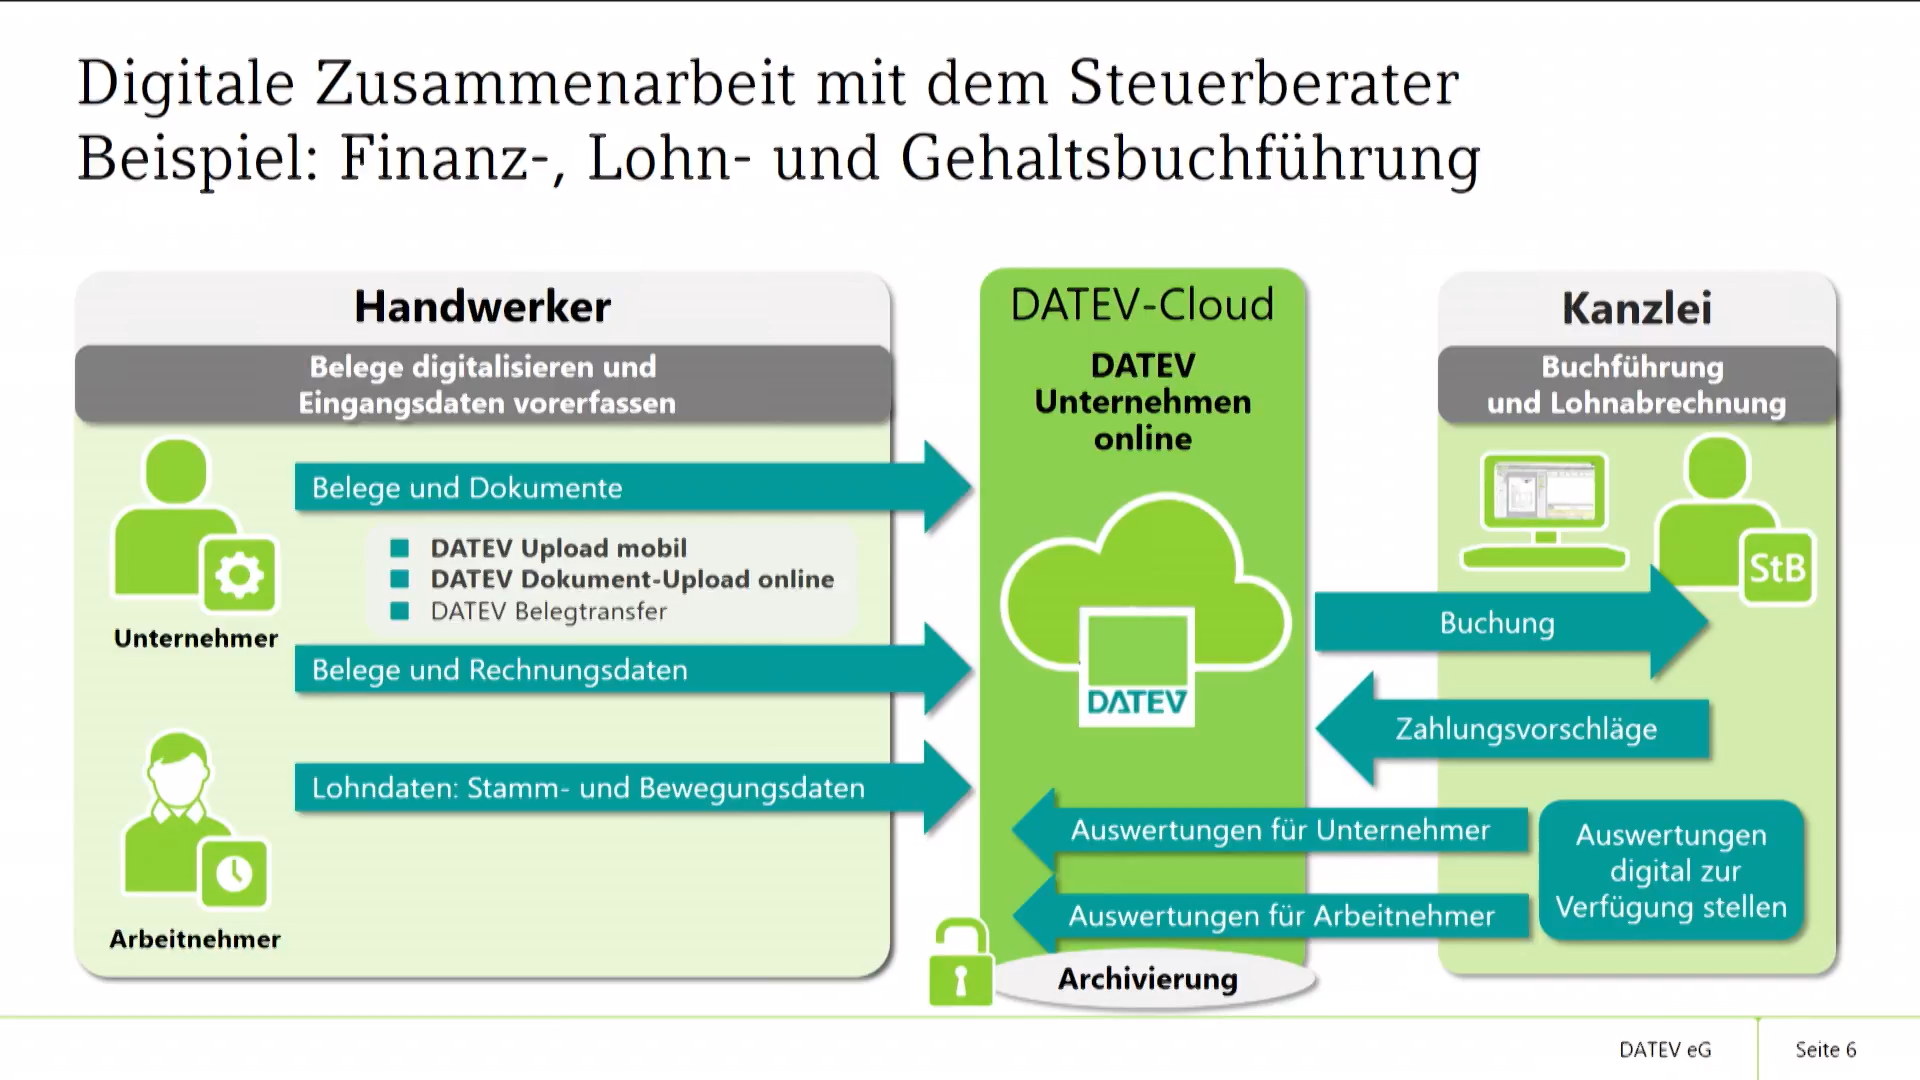 Digitale Zusammenarbeit mit dem Steuerberater
Beispiel: Finanz-, Lohn- und Gehaltsbuchführung
Handwerker
Belege digitalisieren und
Eingangsdaten vorerfassen
Belege und Dokumente
DATEV Upload mobil
DATEV Dokument-Upload online
DATEV Belegtransfer
Unternehmer
Belege und Rechnungsdaten
Lohndaten: Stamm- und Bewegungsdaten
Arbeitnehmer
DATEV-Cloud
DATEV
Unternehmen
online
DATEV
Kanzlei
Buchführung
und Lohnabrechnung
StB
Buchung
Zahlungsvorschläge
Auswertungen für Unternehmer
Auswertungen für Arbeitnehmer
Auswertungen
digital zur
Verfügung stellen
Archivierung
DATEV eG
Seite 6